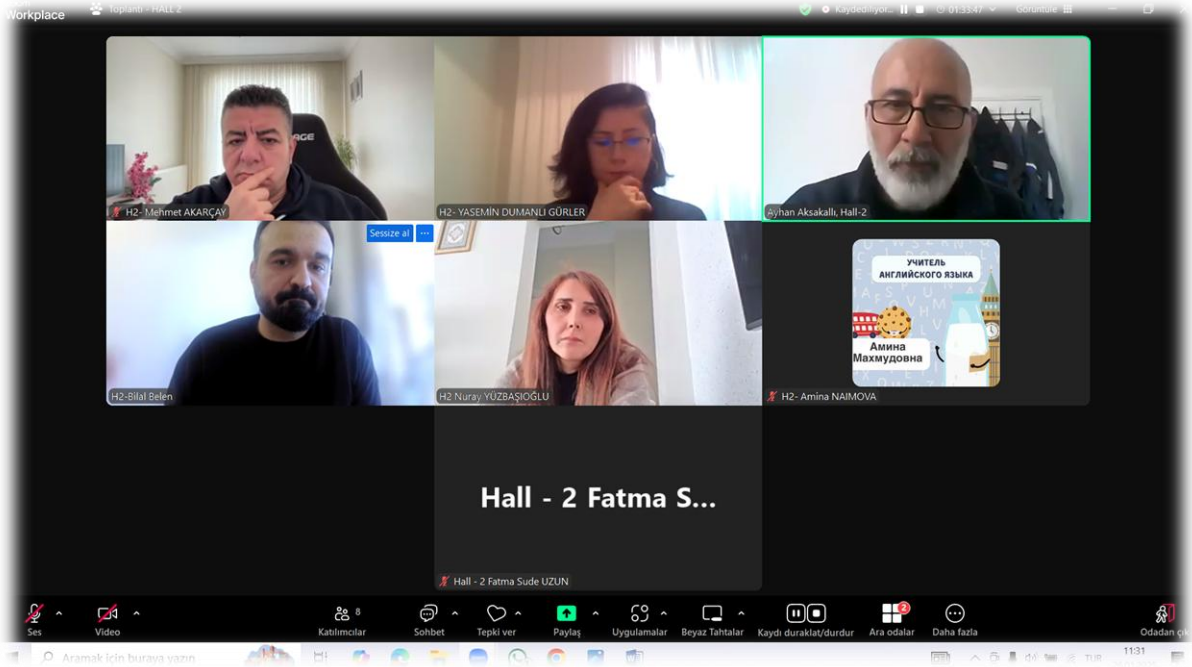 Workplace
Toplantı - HALL 2
Kaydediliyor...
01:33:47
Görüntüle
H2- Mehmet AKARÇAY
H2- YASEMİN DUMANLI GÜRLER
Ayhan Aksakallı, Hall-2
Sessize al
...
H2-Bilal Belen
H2 Nuray YÜZBAŞIOĞLU
УЧИТЕЛЬ
АНГЛИЙСКОГО ЯЗЫКА
Амина
Махмудовна
H2- Amina NAIMOVA
Hall - 2 Fatma S...
Hall - 2 Fatma Sude UZUN
8
2
Ses
Video
Katılımcılar
Sohbet
Tepki ver
Paylaş
Uygulamalar
Beyaz Tahtalar
Kaydı duraklat/durdur
Ara odalar
Daha fazla
Odadan çık
Aramak için buraya yazın
TUR
11:31